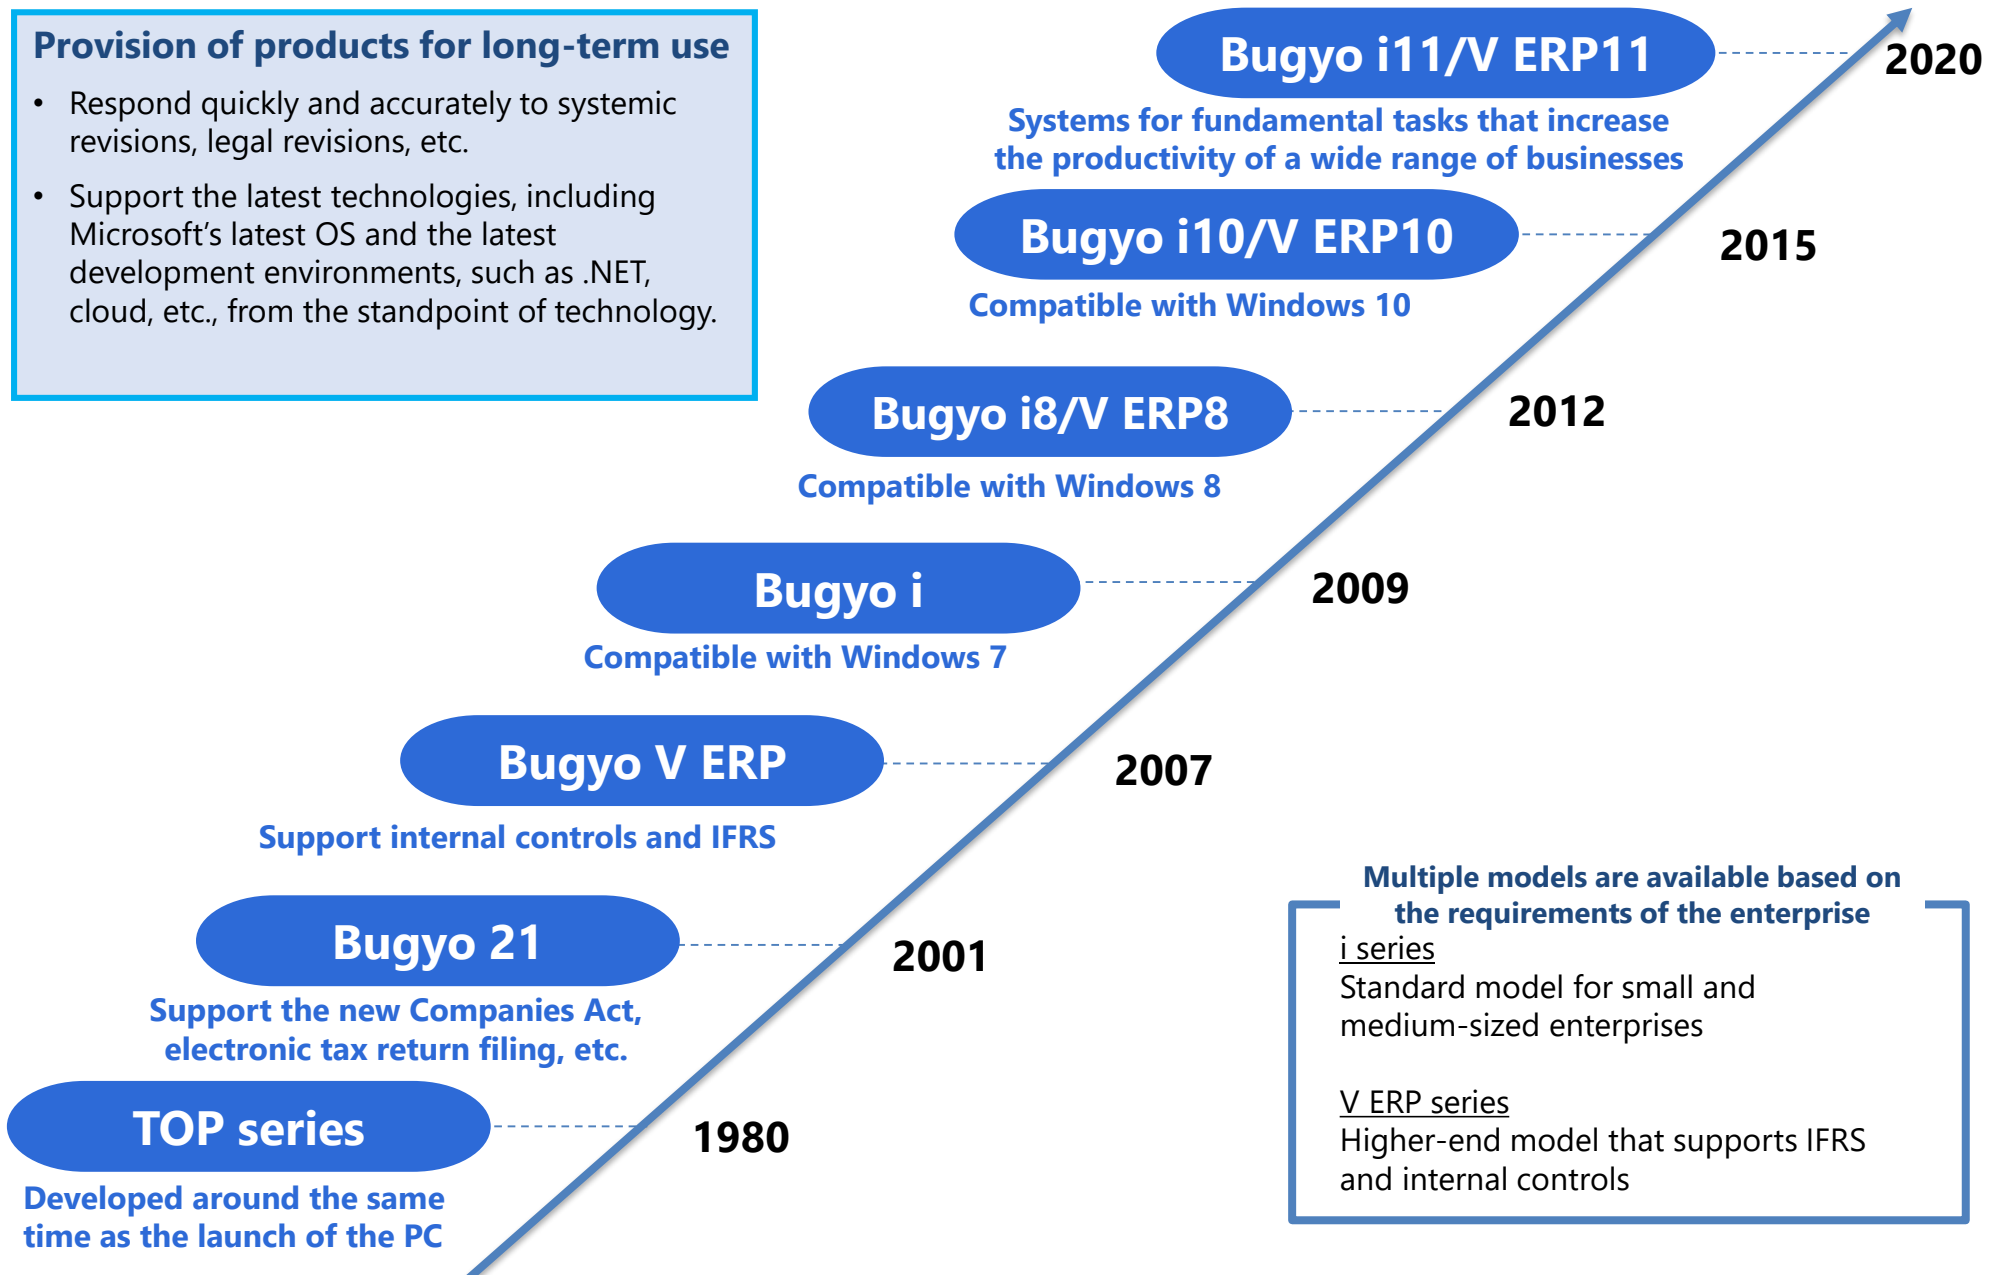 Provision of products for long-term use
• Respond quickly and accurately to systemic
revisions, legal revisions, etc.
• Support the latest technologies, including
Microsoft’s latest OS and the latest
development environments, such as .NET,
cloud, etc., from the standpoint of technology.
Bugyo i11/V ERP11
2020
Systems for fundamental tasks that increase
the productivity of a wide range of businesses
Bugyo i10/V ERP10
2015
Compatible with Windows 10
Bugyo i8/V ERP8
2012
Compatible with Windows 8
Bugyo i
2009
Compatible with Windows 7
Bugyo V ERP
2007
Support internal controls and IFRS
Bugyo 21
2001
Support the new Companies Act,
electronic tax return filing, etc.
TOP series
1980
Developed around the same
time as the launch of the PC
Multiple models are available based on
the requirements of the enterprise
i series
Standard model for small and
medium-sized enterprises
V ERP series
Higher-end model that supports IFRS
and internal controls